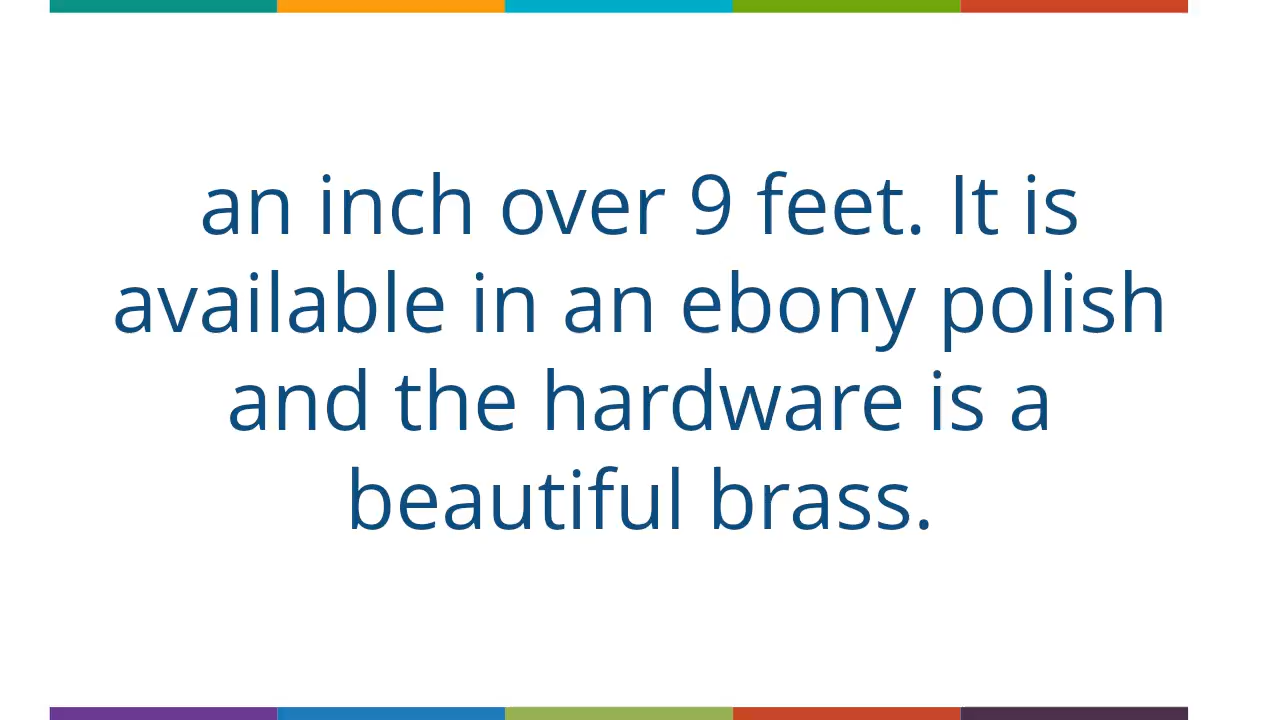 an inch over 9 feet. It is
available in an ebony polish
and the hardware is a
beautiful brass.